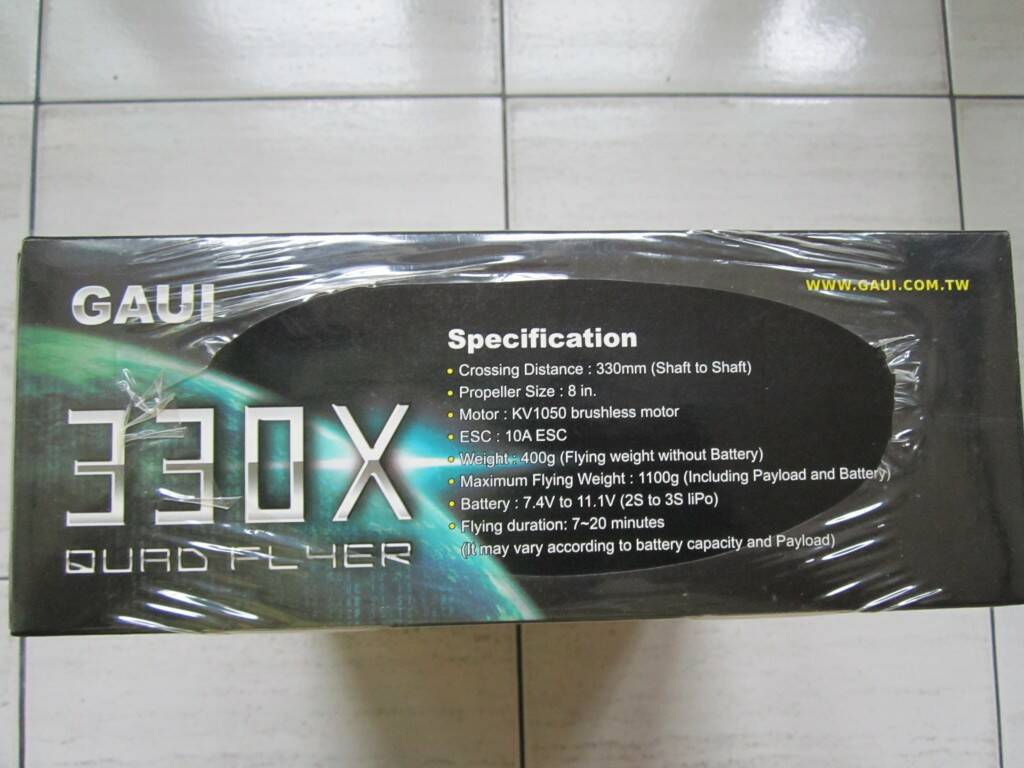 GAUI
WWW.GAUI.COM.TW
330X
QUAD FLYER
Specification
• Crossing Distance : 330mm (Shaft to Shaft)
• Propeller Size : 8 in.
• Motor : KV1050 brushless motor
• ESC : 10A ESC
• Weight : 400g (Flying weight without Battery)
• Maximum Flying Weight : 1100g (Including Payload and Battery)
• Battery : 7.4V to 11.1V (2S to 3S liPo)
• Flying duration: 7~20 minutes
(It may vary according to battery capacity and Payload)